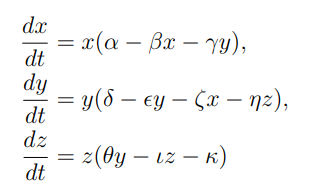 dx/dt = x(α − βx − γy),
dy/dt = y(δ − ϵy − ζx − ηz),
dz/dt = z(θy − ιz − κ)